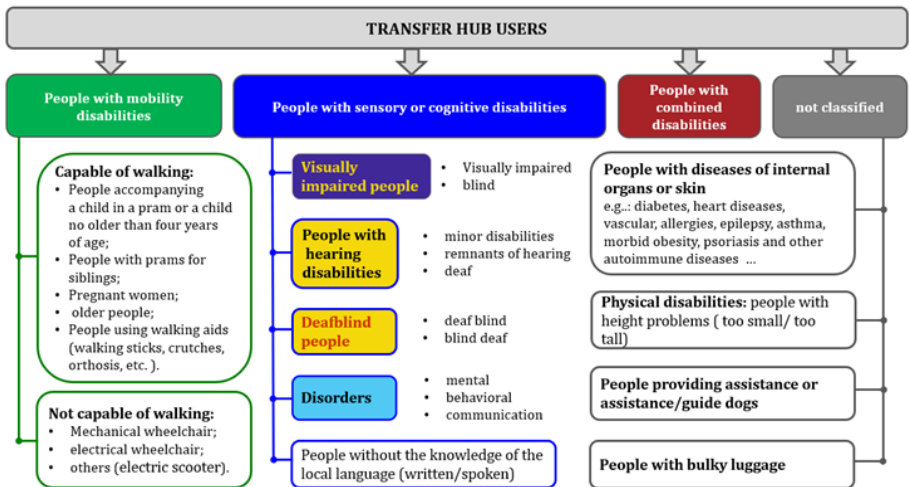 TRANSFER HUB USERS
People with mobility
disabilities
People with sensory or cognitive disabilities
People with
combined
disabilities
not classified
Capable of walking:
• People accompanying
a child in a pram or a child
no older than four years
of age;
• People with prams for
siblings;
• Pregnant women;
• older people;
• People using walking aids
(walking sticks, crutches,
orthosis, etc. ).
Not capable of walking:
• Mechanical wheelchair;
• electrical wheelchair;
• others (electric scooter).
Visually
impaired people
• Visually impaired
• blind
People with
hearing
disabilities
• minor disabilities
• remnants of hearing
• deaf
Deafblind
people
• deaf blind
• blind deaf
Disorders
• mental
• behavioral
• communication
People without the knowledge of the
local language (written/spoken)
People with diseases of internal
organs or skin
e.g..: diabetes, heart diseases,
vascular, allergies, epilepsy, asthma,
morbid obesity, psoriasis and other
autoimmune diseases ...
Physical disabilities: people with
height problems ( too small/ too
tall)
People providing assistance or
assistance/guide dogs
People with bulky luggage